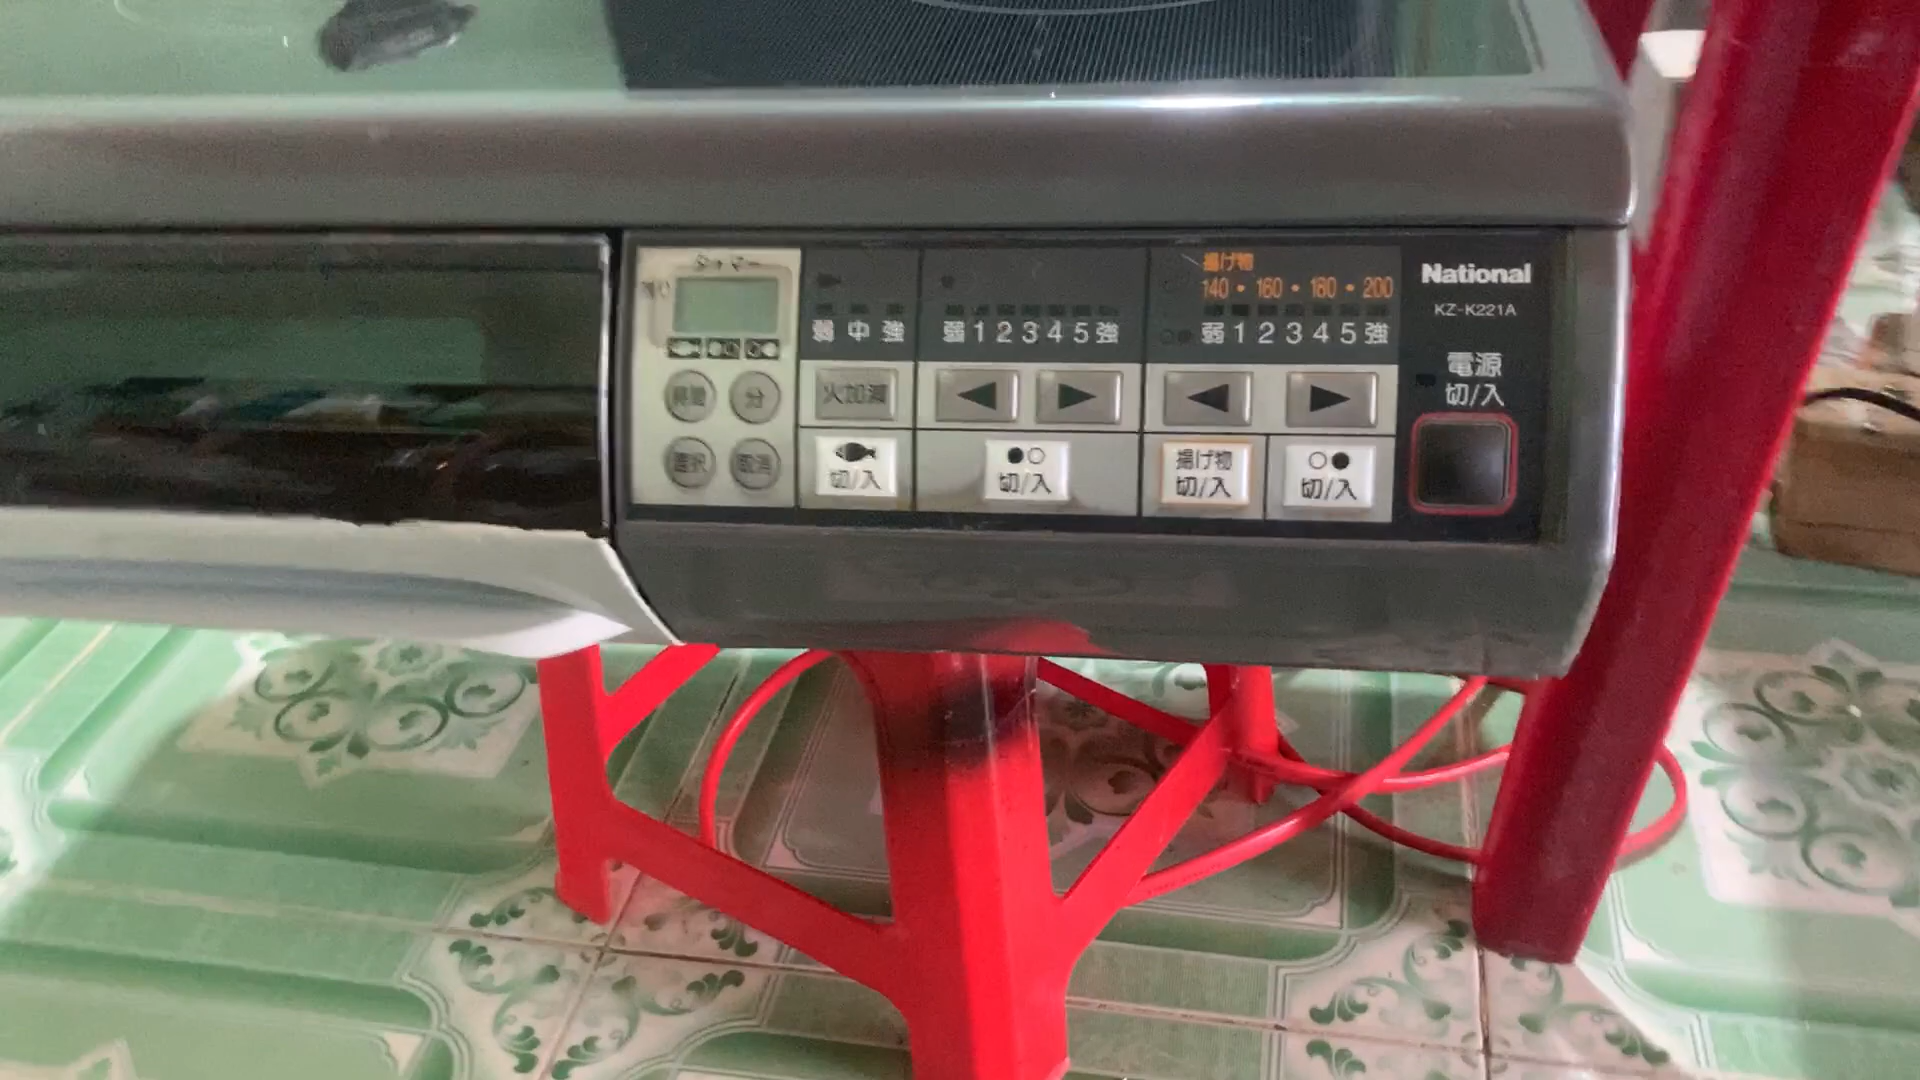 タイマー
弱 中 強
弱 1 2 3 4 5 強
揚げ物
140・160・180・200
弱 1 2 3 4 5 強
National
KZ-K221A
電源
切/入
火加減
分
選択
取消
切/入
切/入
揚げ物
切/入
切/入